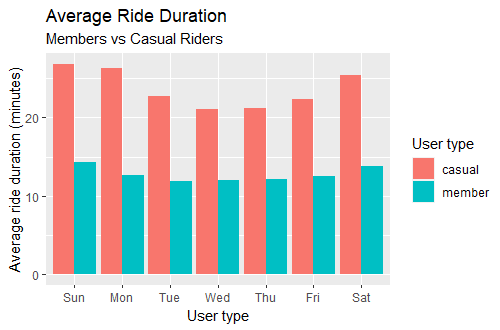 Average Ride Duration
Members vs Casual Riders
Average ride duration (minutes)
20
10
0
Sun Mon Tue Wed Thu Fri Sat
User type
User type
casual
member